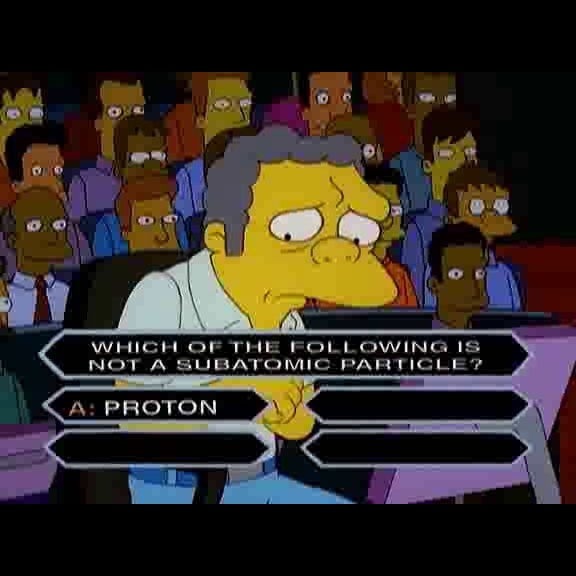 WHICH OF THE FOLLOWING IS
NOT A SUBATOMIC PARTICLE?
A: PROTON